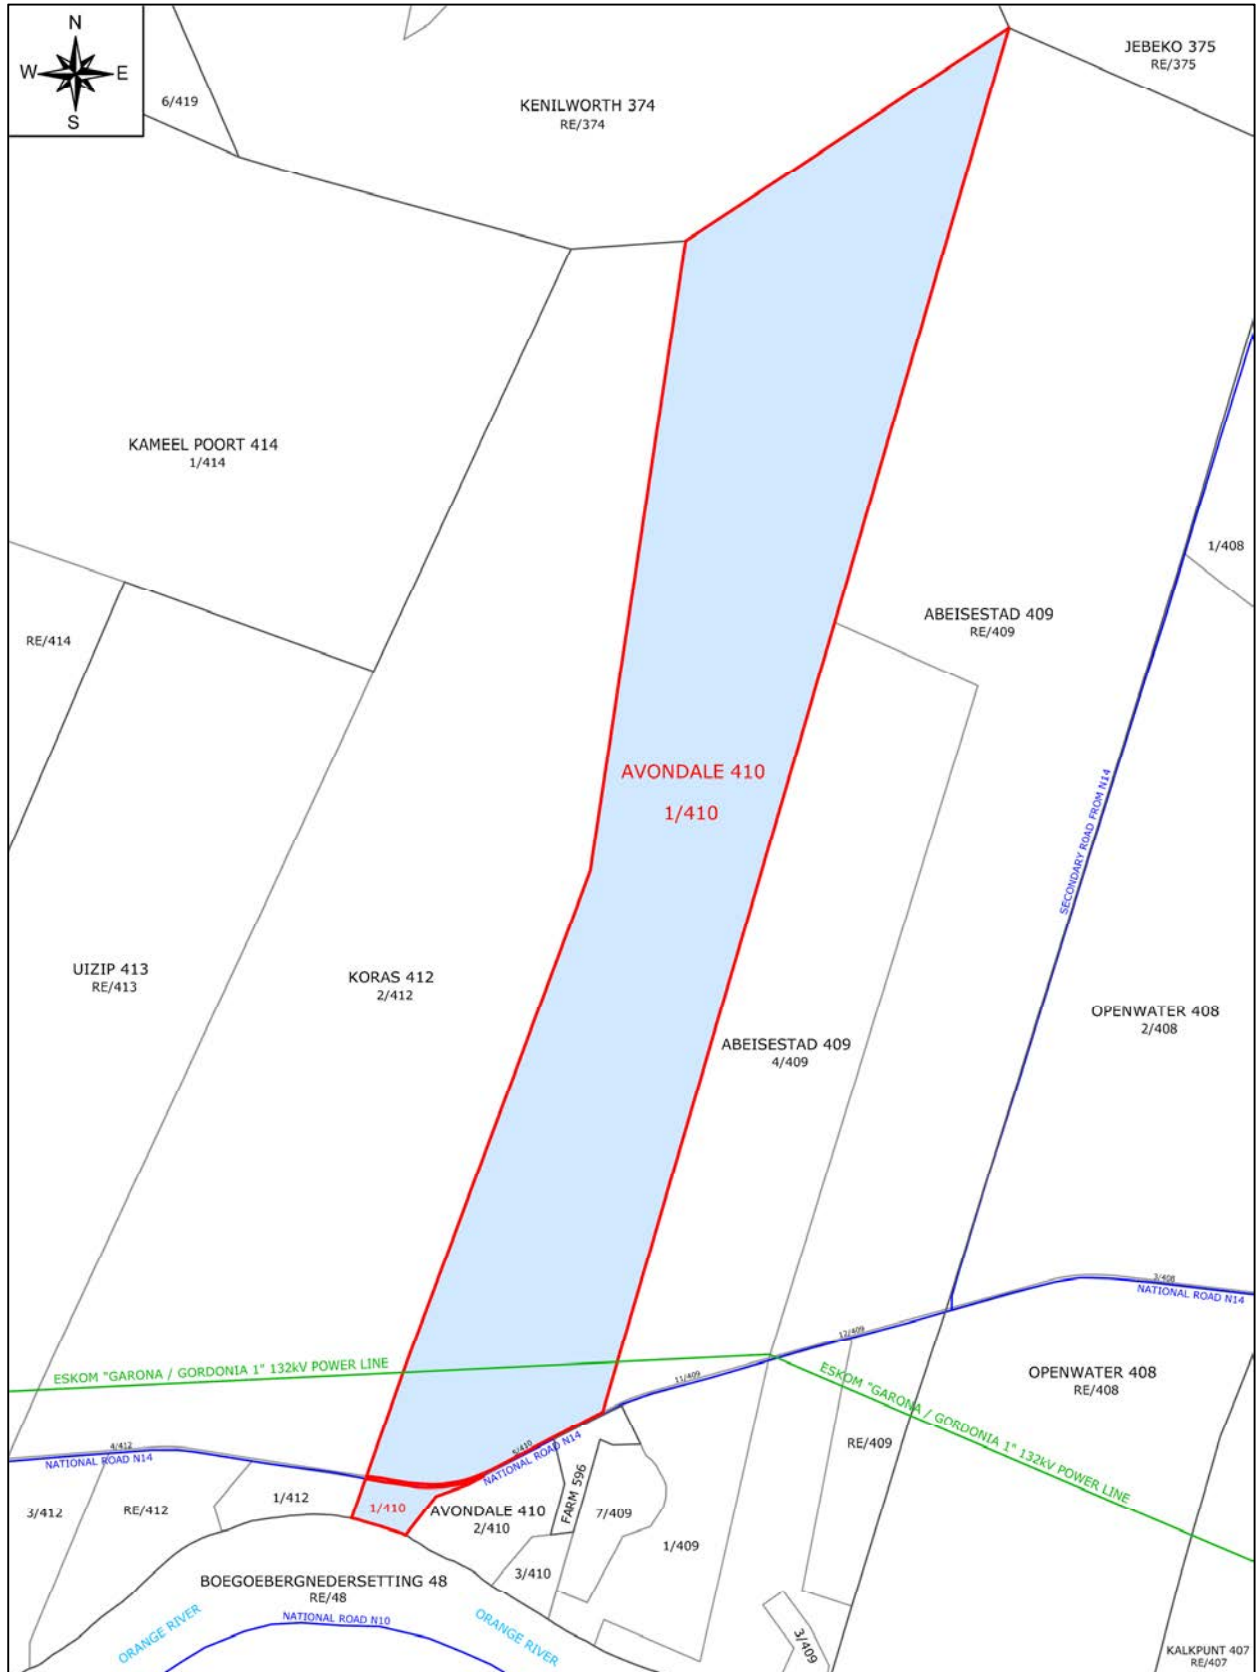 N
W E
S
6/419
KENILWORTH 374
RE/374
JEBEKO 375
RE/375
KAMEEL POORT 414
1/414
1/408
RE/414
ABEISESTAD 409
RE/409
AVONDALE 410
1/410
SECONDARY ROAD FROM N14
UIZIP 413
RE/413
KORAS 412
2/412
OPENWATER 408
2/408
ABEISESTAD 409
4/409
3/408
NATIONAL ROAD N14
12/409
ESKOM "GARONA / GORDONIA 1" 132kV POWER LINE
11/409
ESKOM "GARONA / GORDONIA 1" 132kV POWER LINE
OPENWATER 408
RE/408
4/412
NATIONAL ROAD N14
NATIONAL ROAD N14
RE/409
3/412
RE/412
1/412
1/410
AVONDALE 410
2/410
FARM 596
7/409
1/409
3/410
BOEGOEBERGNEDERSETTING 48
RE/48
NATIONAL ROAD N10
ORANGE RIVER
ORANGE RIVER
3/409
KALKPUNT 407
RE/407